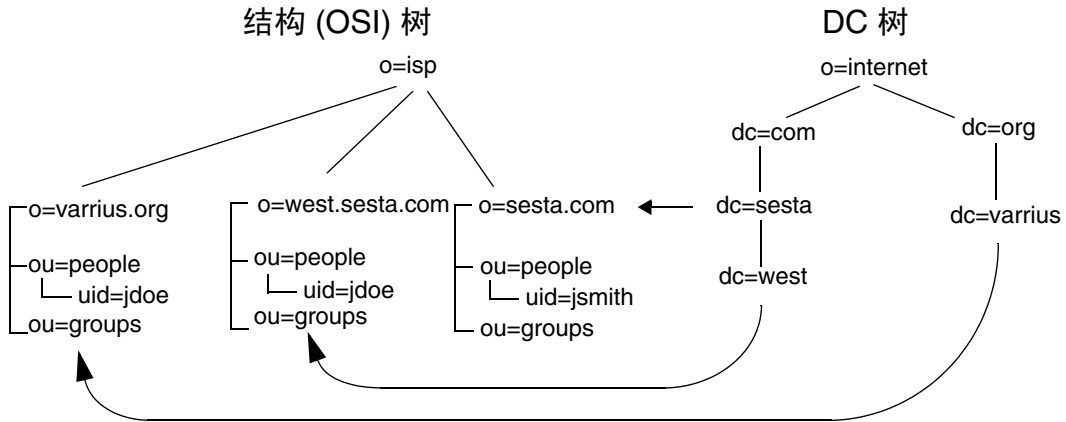 结构 (OSI) 树
o=isp
o=varrius.org
ou=people
uid=jdoe
ou=groups
o=west.sesta.com
ou=people
uid=jdoe
ou=groups
o=sesta.com
ou=people
uid=jsmith
ou=groups
DC 树
o=internet
dc=com
dc=sesta
dc=west
dc=org
dc=varrius